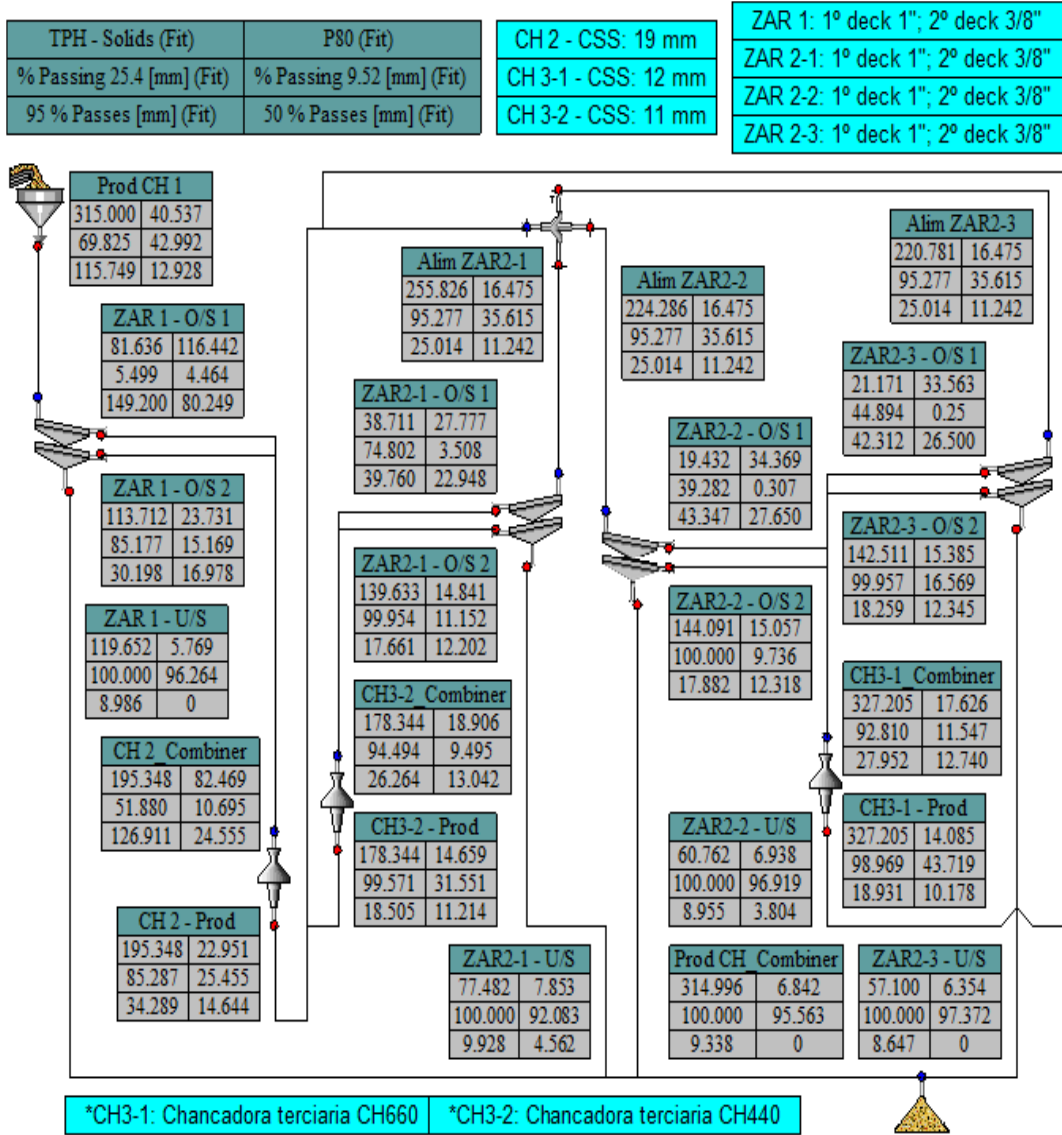 TPH - Solids (Fit) P80 (Fit)
% Passing 25.4 [mm] (Fit) % Passing 9.52 [mm] (Fit)
95 % Passes [mm] (Fit) 50 % Passes [mm] (Fit)
CH 2 - CSS: 19 mm
CH 3-1 - CSS: 12 mm
CH 3-2 - CSS: 11 mm
ZAR 1: 1º deck 1"; 2º deck 3/8"
ZAR 2-1: 1º deck 1"; 2º deck 3/8"
ZAR 2-2: 1º deck 1"; 2º deck 3/8"
ZAR 2-3: 1º deck 1"; 2º deck 3/8"
Prod CH 1
315.000 40.537
69.825 42.992
115.749 12.928
ZAR 1 - O/S 1
81.636 116.442
5.499 4.464
149.200 80.249
ZAR 1 - O/S 2
113.712 23.731
85.177 15.169
30.198 16.978
ZAR 1 - U/S
119.652 5.769
100.000 96.264
8.986 0
CH 2_Combiner
195.348 82.469
51.880 10.695
126.911 24.555
CH 2 - Prod
195.348 22.951
85.287 25.455
34.289 14.644
Alim ZAR2-1
255.826 16.475
95.277 35.615
25.014 11.242
ZAR2-1 - O/S 1
38.711 27.777
74.802 3.508
39.760 22.948
ZAR2-1 - O/S 2
139.633 14.841
99.954 11.152
17.661 12.202
CH3-2_Combiner
178.344 18.906
94.494 9.495
26.264 13.042
CH3-2 - Prod
178.344 14.659
99.571 31.551
18.505 11.214
ZAR2-1 - U/S
77.482 7.853
100.000 92.083
9.928 4.562
Alim ZAR2-2
224.286 16.475
95.277 35.615
25.014 11.242
ZAR2-2 - O/S 1
19.432 34.369
39.282 0.307
43.347 27.650
ZAR2-2 - O/S 2
144.091 15.057
100.000 9.736
17.882 12.318
ZAR2-2 - U/S
60.762 6.938
100.000 96.919
8.955 3.804
Prod CH_Combiner
314.996 6.842
100.000 95.563
9.338 0
Alim ZAR2-3
220.781 16.475
95.277 35.615
25.014 11.242
ZAR2-3 - O/S 1
21.171 33.563
44.894 0.25
42.312 26.500
ZAR2-3 - O/S 2
142.511 15.385
99.957 16.569
18.259 12.345
CH3-1_Combiner
327.205 17.626
92.810 11.547
27.952 12.740
CH3-1 - Prod
327.205 14.085
98.969 43.719
18.931 10.178
ZAR2-3 - U/S
57.100 6.354
100.000 97.372
8.647 0
*CH3-1: Chancadora terciaria CH660 *CH3-2: Chancadora terciaria CH440